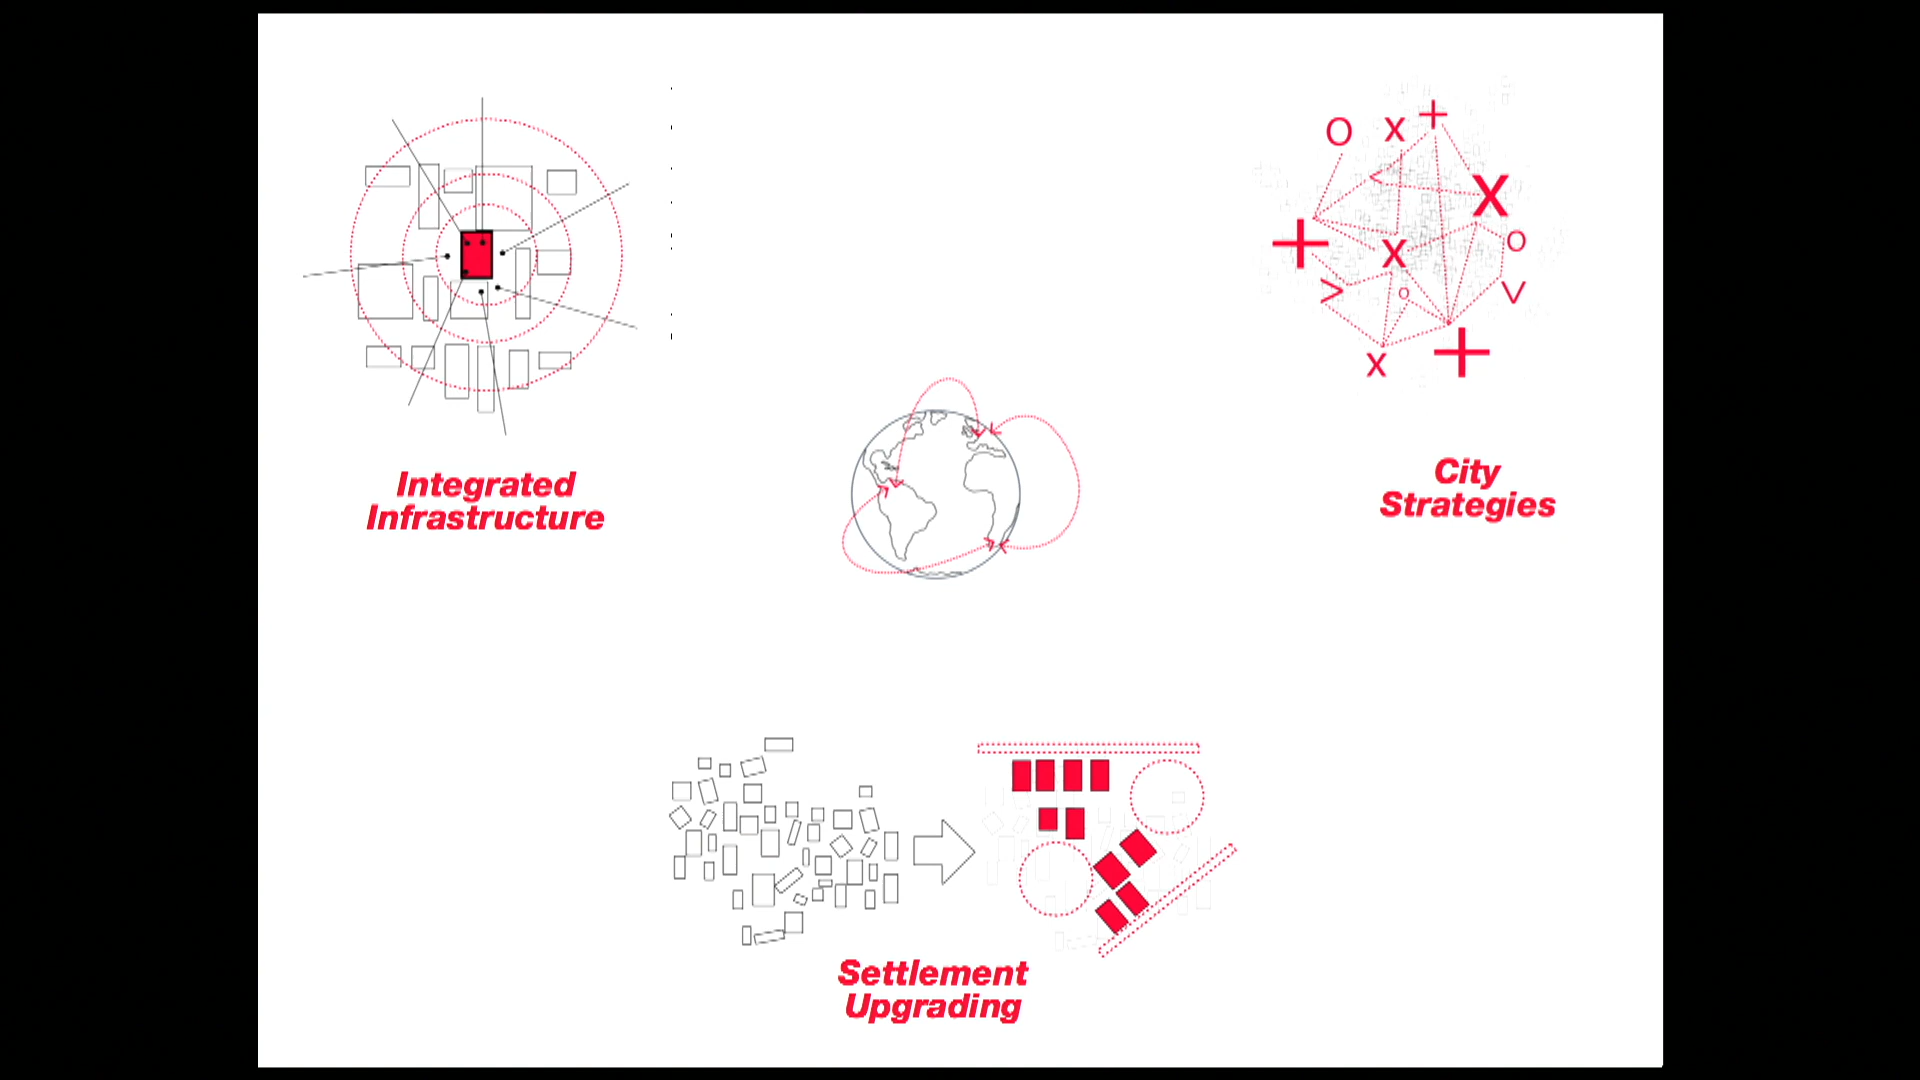 Integrated
Infrastructure
City
Strategies
Settlement
Upgrading